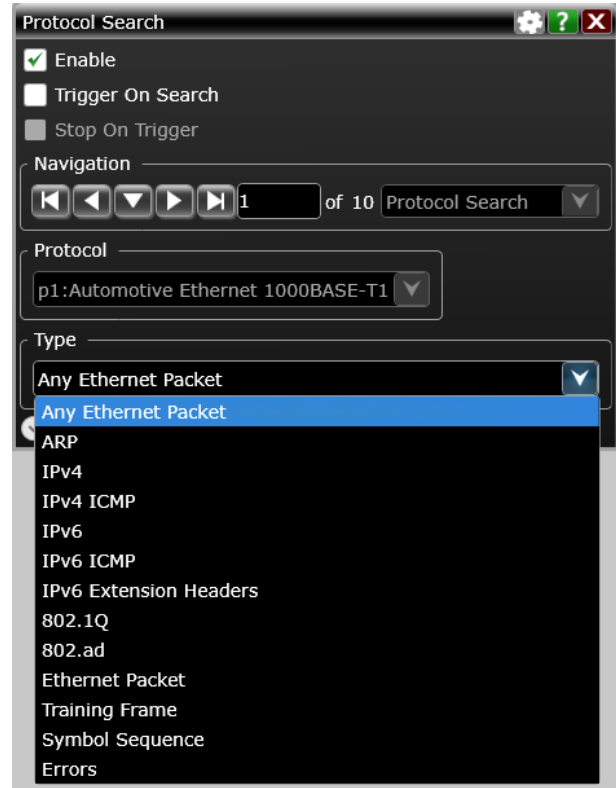 Protocol Search ?
Enable
Trigger On Search
Stop On Trigger
Navigation
1 of 10 Protocol Search
Protocol
p1:Automotive Ethernet 1000BASE-T1
Type
Any Ethernet Packet
Any Ethernet Packet
ARP
IPv4
IPv4 ICMP
IPv6
IPv6 ICMP
IPv6 Extension Headers
802.1Q
802.ad
Ethernet Packet
Training Frame
Symbol Sequence
Errors